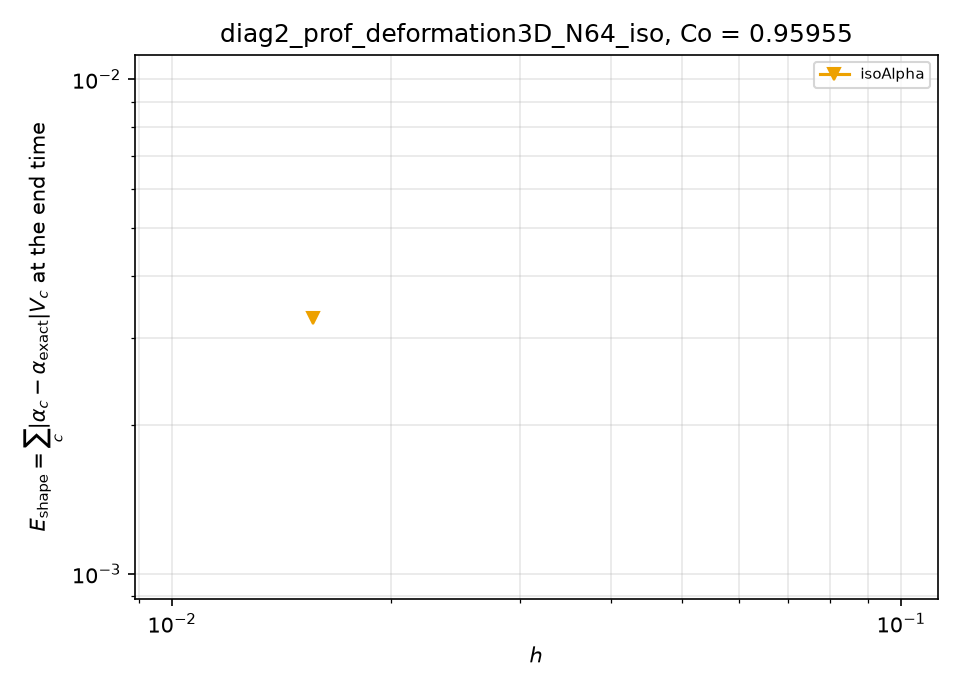 diag2_prof_deformation3D_N64_iso, Co = 0.95955
isoAlpha
E_shape = ∑_c |α_c − α_exact|V_c at the end time
10⁻²
10⁻³
10⁻²
10⁻¹
h